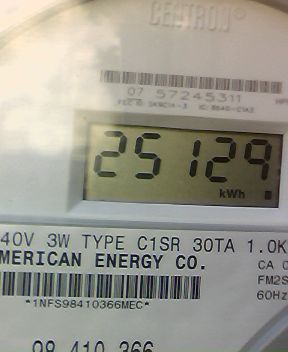 CENTRON®
07 57245311
25129
kWh
40V 3W TYPE C1SR 30TA 1.0K
MERICAN ENERGY CO.
CA 0
FM2S
60Hz
*1NFS98410366MEC*
98 410 366